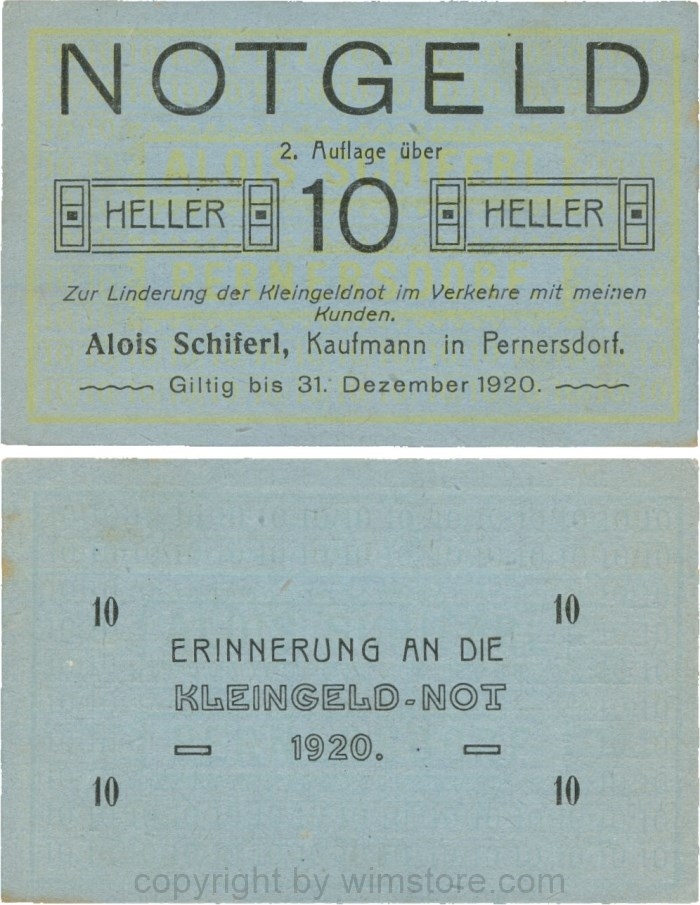 NOTGELD
2. Auflage über
ALOIS SCHIFERL
HELLER 10 HELLER
PERNERSDORF
Zur Linderung der Kleingeldnot im Verkehre mit meinen
Kunden.
Alois Schiferl, Kaufmann in Pernersdorf.
Giltig bis 31. Dezember 1920.
10 10
ERINNERUNG AN DIE
KLEINGELD-NOT
1920.
10 10
copyright by wimstore.com